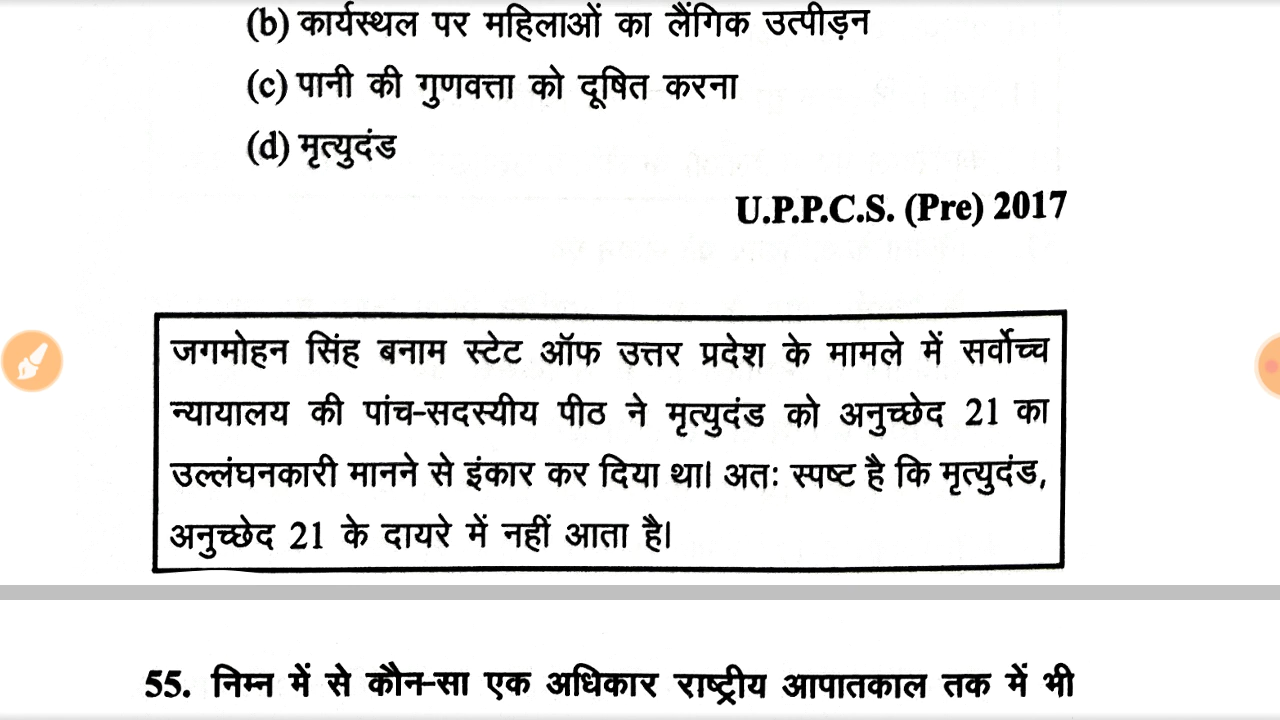 (b) कार्यस्थल पर महिलाओं का लैंगिक उत्पीड़न
(c) पानी की गुणवत्ता को दूषित करना
(d) मृत्युदंड
U.P.P.C.S. (Pre) 2017
जगमोहन सिंह बनाम स्टेट ऑफ उत्तर प्रदेश के मामले में सर्वोच्च
न्यायालय की पांच-सदस्यीय पीठ ने मृत्युदंड को अनुच्छेद 21 का
उल्लंघनकारी मानने से इंकार कर दिया था। अतः स्पष्ट है कि मृत्युदंड,
अनुच्छेद 21 के दायरे में नहीं आता है।
55. निम्न में से कौन-सा एक अधिकार राष्ट्रीय आपातकाल तक में भी